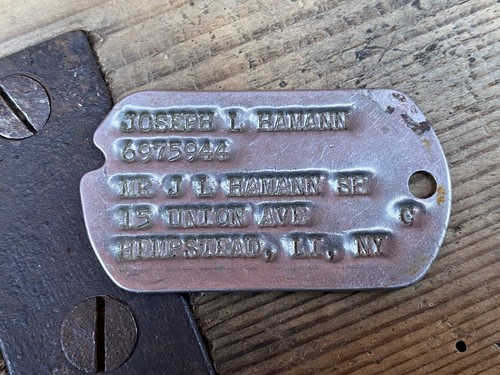 JOSEPH L HAMANN
6975944
MR J L HAMANN SR
15 UNION AVE C
HEMPSTEAD, LI, NY